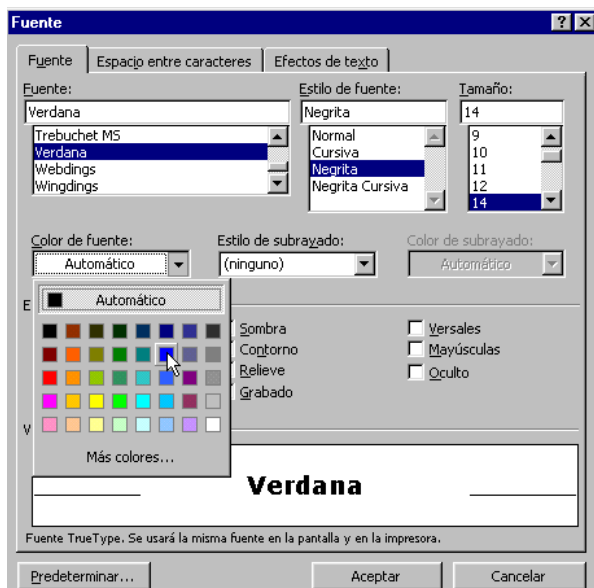 Fuente
Fuente Espacio entre caracteres Efectos de texto
Fuente: Estilo de fuente: Tamaño:
Verdana Negrita 14
Trebuchet MS Normal 9
Verdana Cursiva 10
Webdings Negrita 11
Wingdings Negrita Cursiva 12
14
Color de fuente: Estilo de subrayado: Color de subrayado:
Automático (ninguno) Automático
Automático
E
Sombra Versales
Contorno Mayúsculas
Relieve Oculto
Grabado
V
Más colores...
Verdana
Fuente TrueType. Se usará la misma fuente en la pantalla y en la impresora.
Predeterminar... Aceptar Cancelar